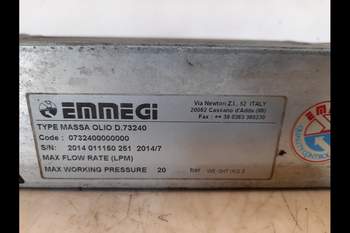 EMMEGI
Via Newton Z.I., 52 ITALY
20062 Cassano d'Adda (MI)
TYPE MASSA OLIO D.73240
Code : 0732400000000
S/N: 2014 011150 251 2014/7
MAX FLOW RATE (LPM)
MAX WORKING PRESSURE 20 bar